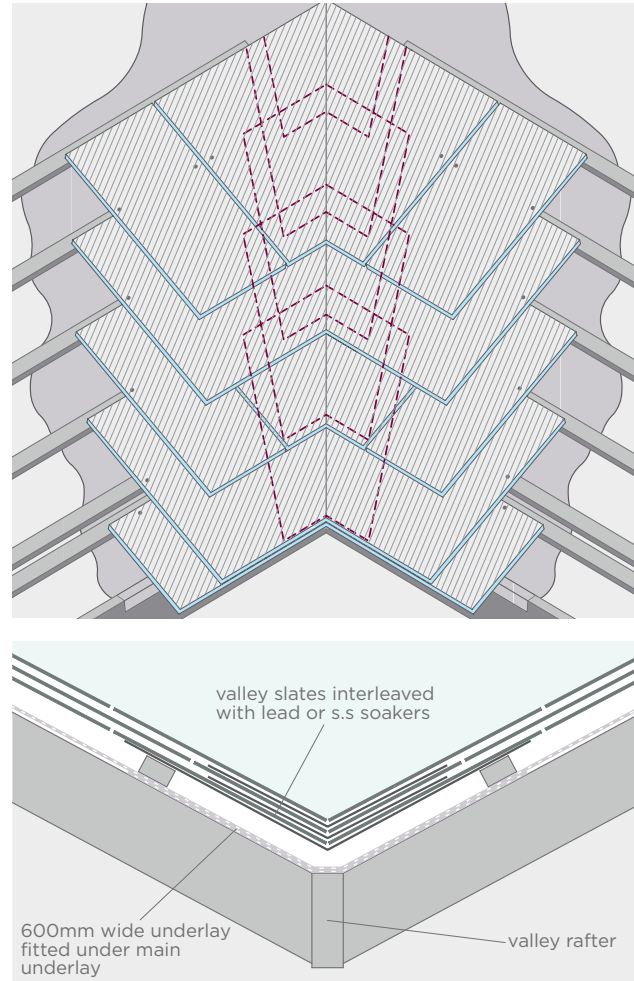 valley slates interleaved
with lead or s.s soakers
600mm wide underlay
fitted under main
underlay
valley rafter